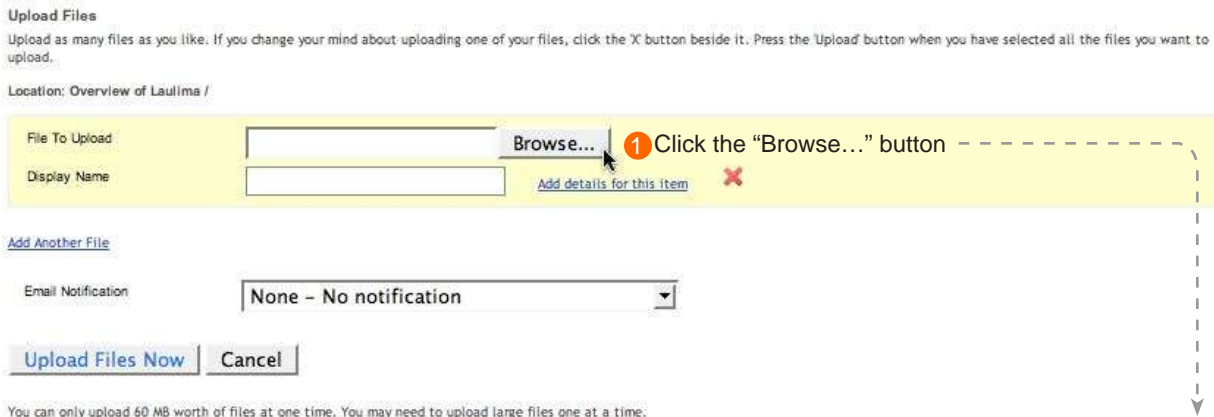 Upload Files
Upload as many files as you like. If you change your mind about uploading one of your files, click the 'X' button beside it. Press the 'Upload' button when you have selected all the files you want to
upload.
Location: Overview of Laulima /
File To Upload
Browse...
1 Click the “Browse…” button
Display Name
Add details for this item
Add Another File
Email Notification
None – No notification
Upload Files Now
Cancel
You can only upload 60 MB worth of files at one time. You may need to upload large files one at a time.